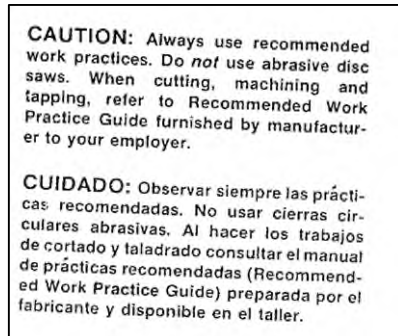 CAUTION: Always use recommended
work practices. Do not use abrasive disc
saws. When cutting, machining and
tapping, refer to Recommended Work
Practice Guide furnished by manufactur-
er to your employer.
CUIDADO: Observar siempre las prácti-
cas recomendadas. No usar cierras cir-
culares abrasivas. Al hacer los trabajos
de cortado y taladrado consultar el manual
de prácticas recomendadas (Recommend-
ed Work Practice Guide) preparada por el
fabricante y disponible en el taller.